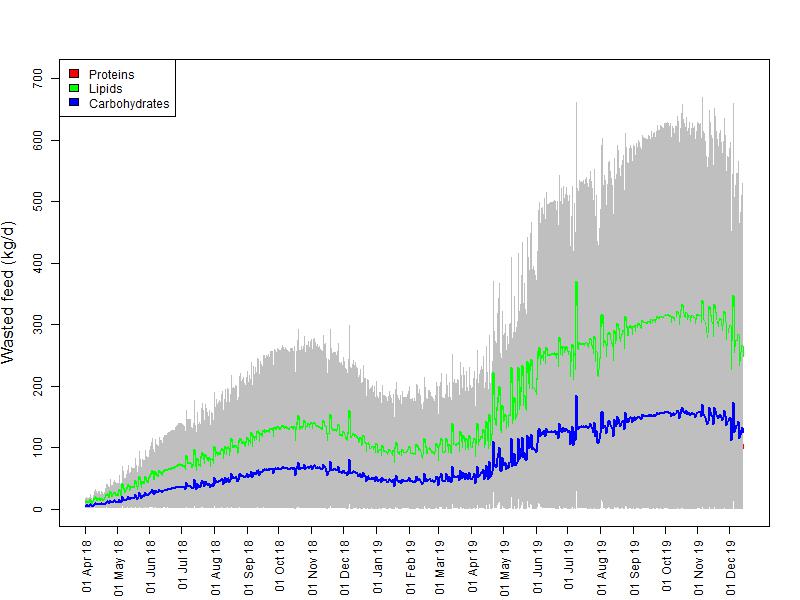 Proteins
Lipids
Carbohydrates
Wasted feed (kg/d)
700
600
500
400
300
200
100
0
01 Apr 18
01 May 18
01 Jun 18
01 Jul 18
01 Aug 18
01 Sep 18
01 Oct 18
01 Nov 18
01 Dec 18
01 Jan 19
01 Feb 19
01 Mar 19
01 Apr 19
01 May 19
01 Jun 19
01 Jul 19
01 Aug 19
01 Sep 19
01 Oct 19
01 Nov 19
01 Dec 19